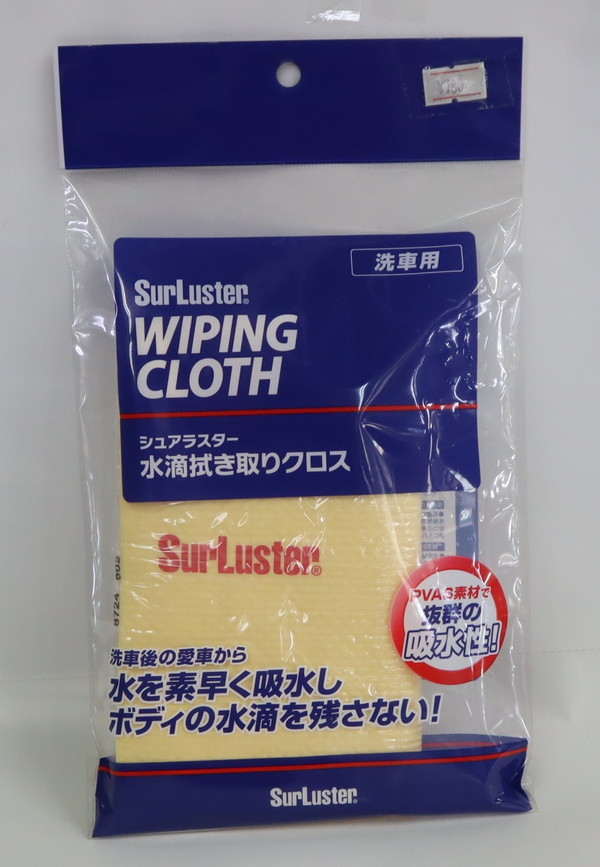 洗車用
SurLuster®
WIPING
CLOTH
シュアラスター
水滴拭き取りクロス
SurLuster®
8724 802
PVA3素材で
抜群の
吸水性!
洗車後の愛車から
水を素早く吸水し
ボディの水滴を残さない!
SurLuster®